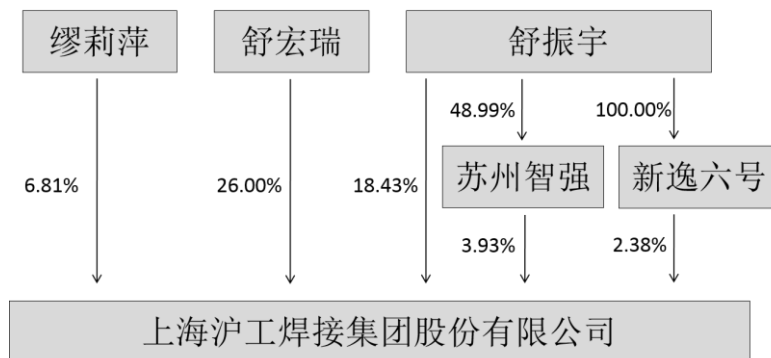 缪莉萍
舒宏瑞
舒振宇
48.99%
100.00%
6.81%
26.00%
18.43%
苏州智强
新逸六号
3.93%
2.38%
上海沪工焊接集团股份有限公司